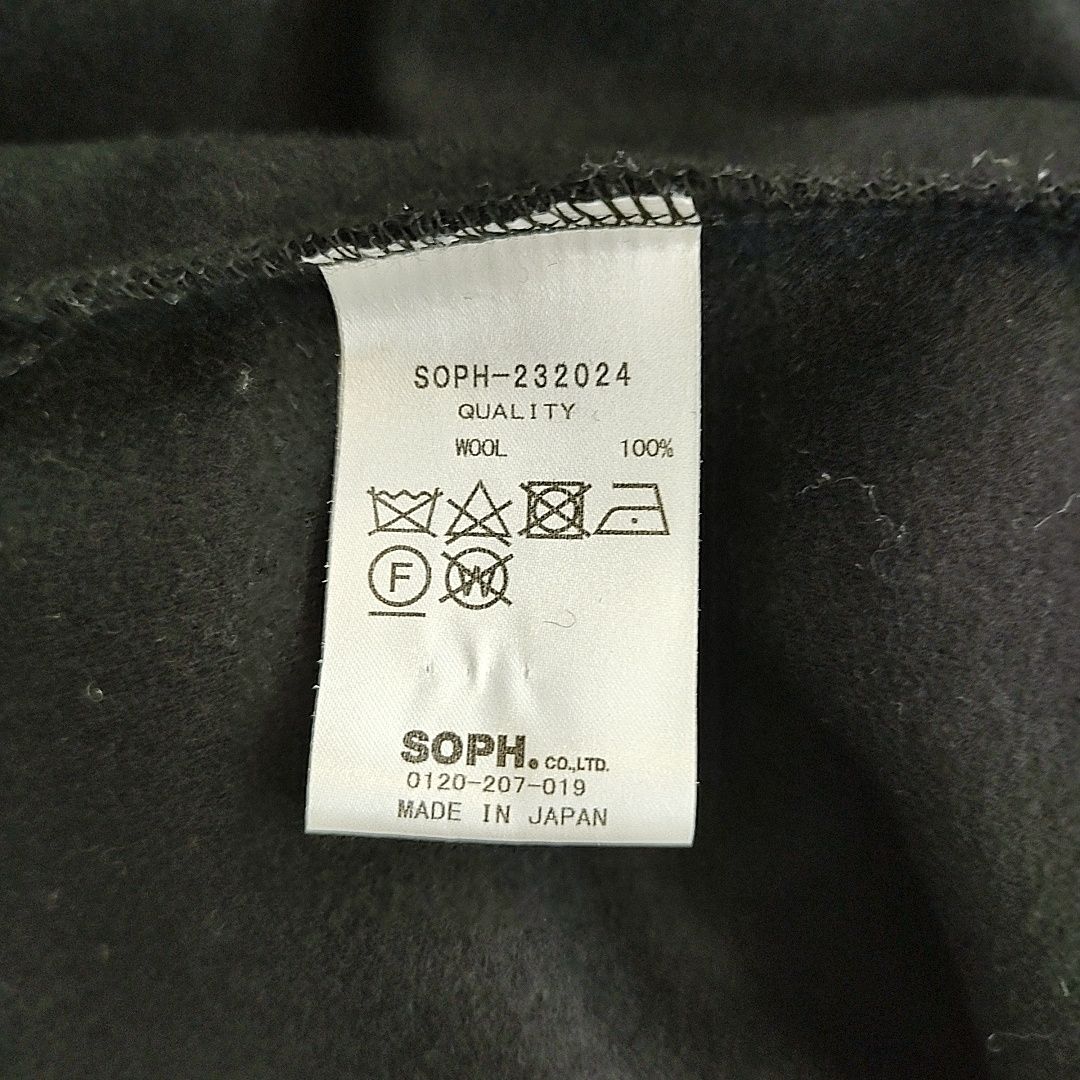 SOPH-232024
QUALITY
WOOL 100%
F W
SOPH. CO.,LTD.
0120-207-019
MADE IN JAPAN